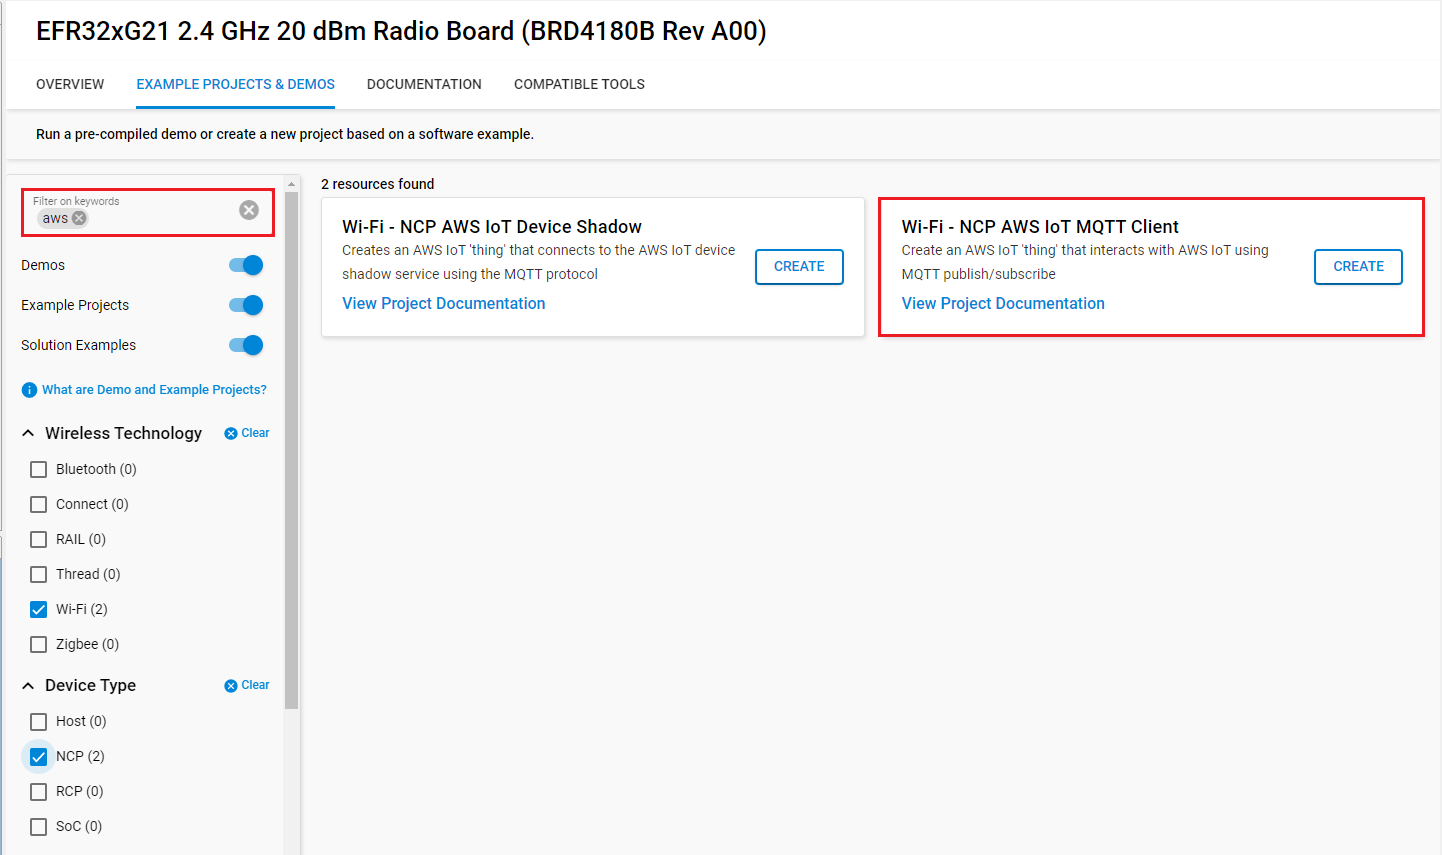 EFR32xG21 2.4 GHz 20 dBm Radio Board (BRD4180B Rev A00)
OVERVIEW
EXAMPLE PROJECTS & DEMOS
DOCUMENTATION
COMPATIBLE TOOLS
Run a pre-compiled demo or create a new project based on a software example.
Filter on keywords
aws
Demos
Example Projects
Solution Examples
What are Demo and Example Projects?
Wireless Technology
Clear
Bluetooth (0)
Connect (0)
RAIL (0)
Thread (0)
Wi-Fi (2)
Zigbee (0)
Device Type
Clear
Host (0)
NCP (2)
RCP (0)
SoC (0)
2 resources found
Wi-Fi - NCP AWS IoT Device Shadow
Creates an AWS IoT 'thing' that connects to the AWS IoT device
shadow service using the MQTT protocol
View Project Documentation
CREATE
Wi-Fi - NCP AWS IoT MQTT Client
Create an AWS IoT 'thing' that interacts with AWS IoT using
MQTT publish/subscribe
View Project Documentation
CREATE